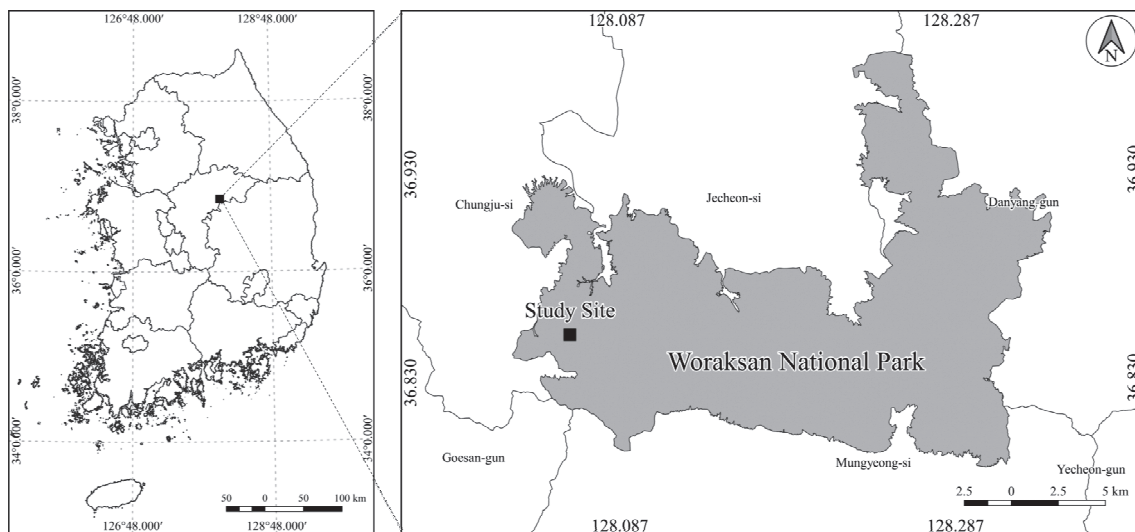 126°48.000'
128°48.000'
38°0.000'
38°0.000'
36°0.000'
36°0.000'
34°0.000'
34°0.000'
50 0 50 100 km
126°48.000'
128°48.000'
128.087
128.287
N
36.930
36.930
Chungju-si
Jecheon-si
Danyang-gun
Study Site
Woraksan National Park
36.830
36.830
Goesan-gun
Mungyeong-si
Yecheon-gun
2.5 0 2.5 5 km
128.087
128.287